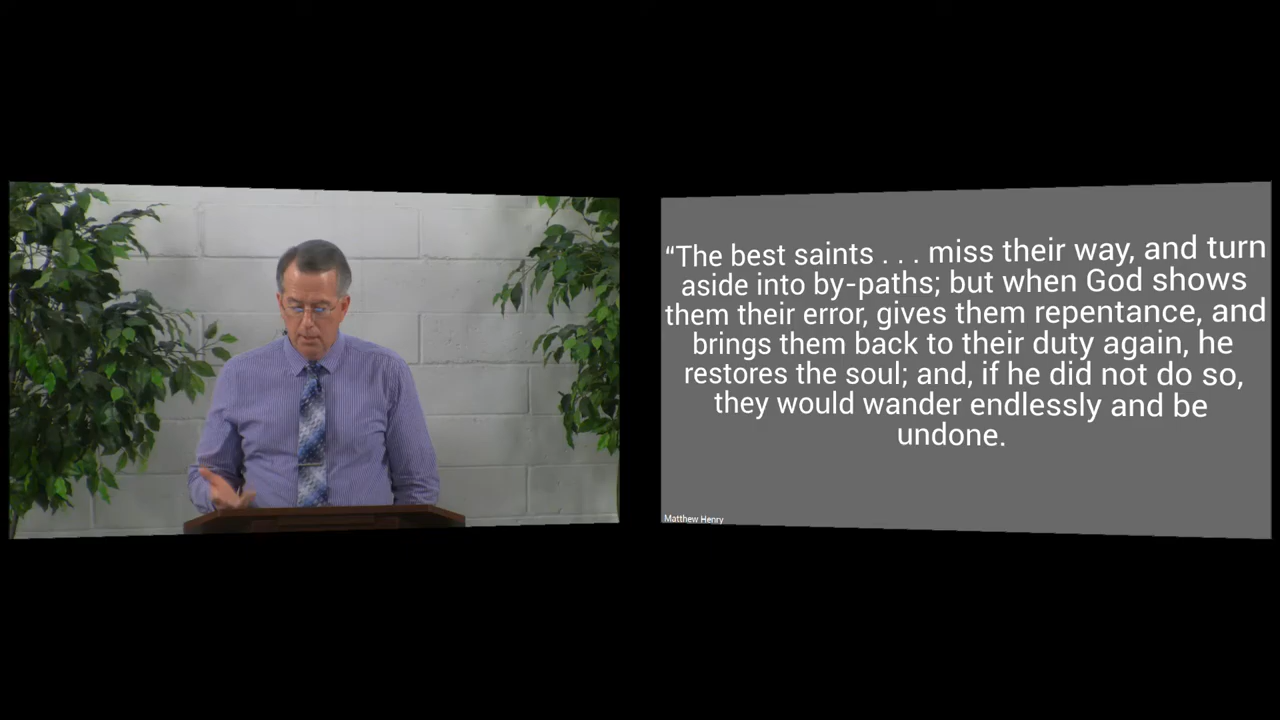 “The best saints . . . miss their way, and turn
aside into by-paths; but when God shows
them their error, gives them repentance, and
brings them back to their duty again, he
restores the soul; and, if he did not do so,
they would wander endlessly and be
undone.
Matthew Henry